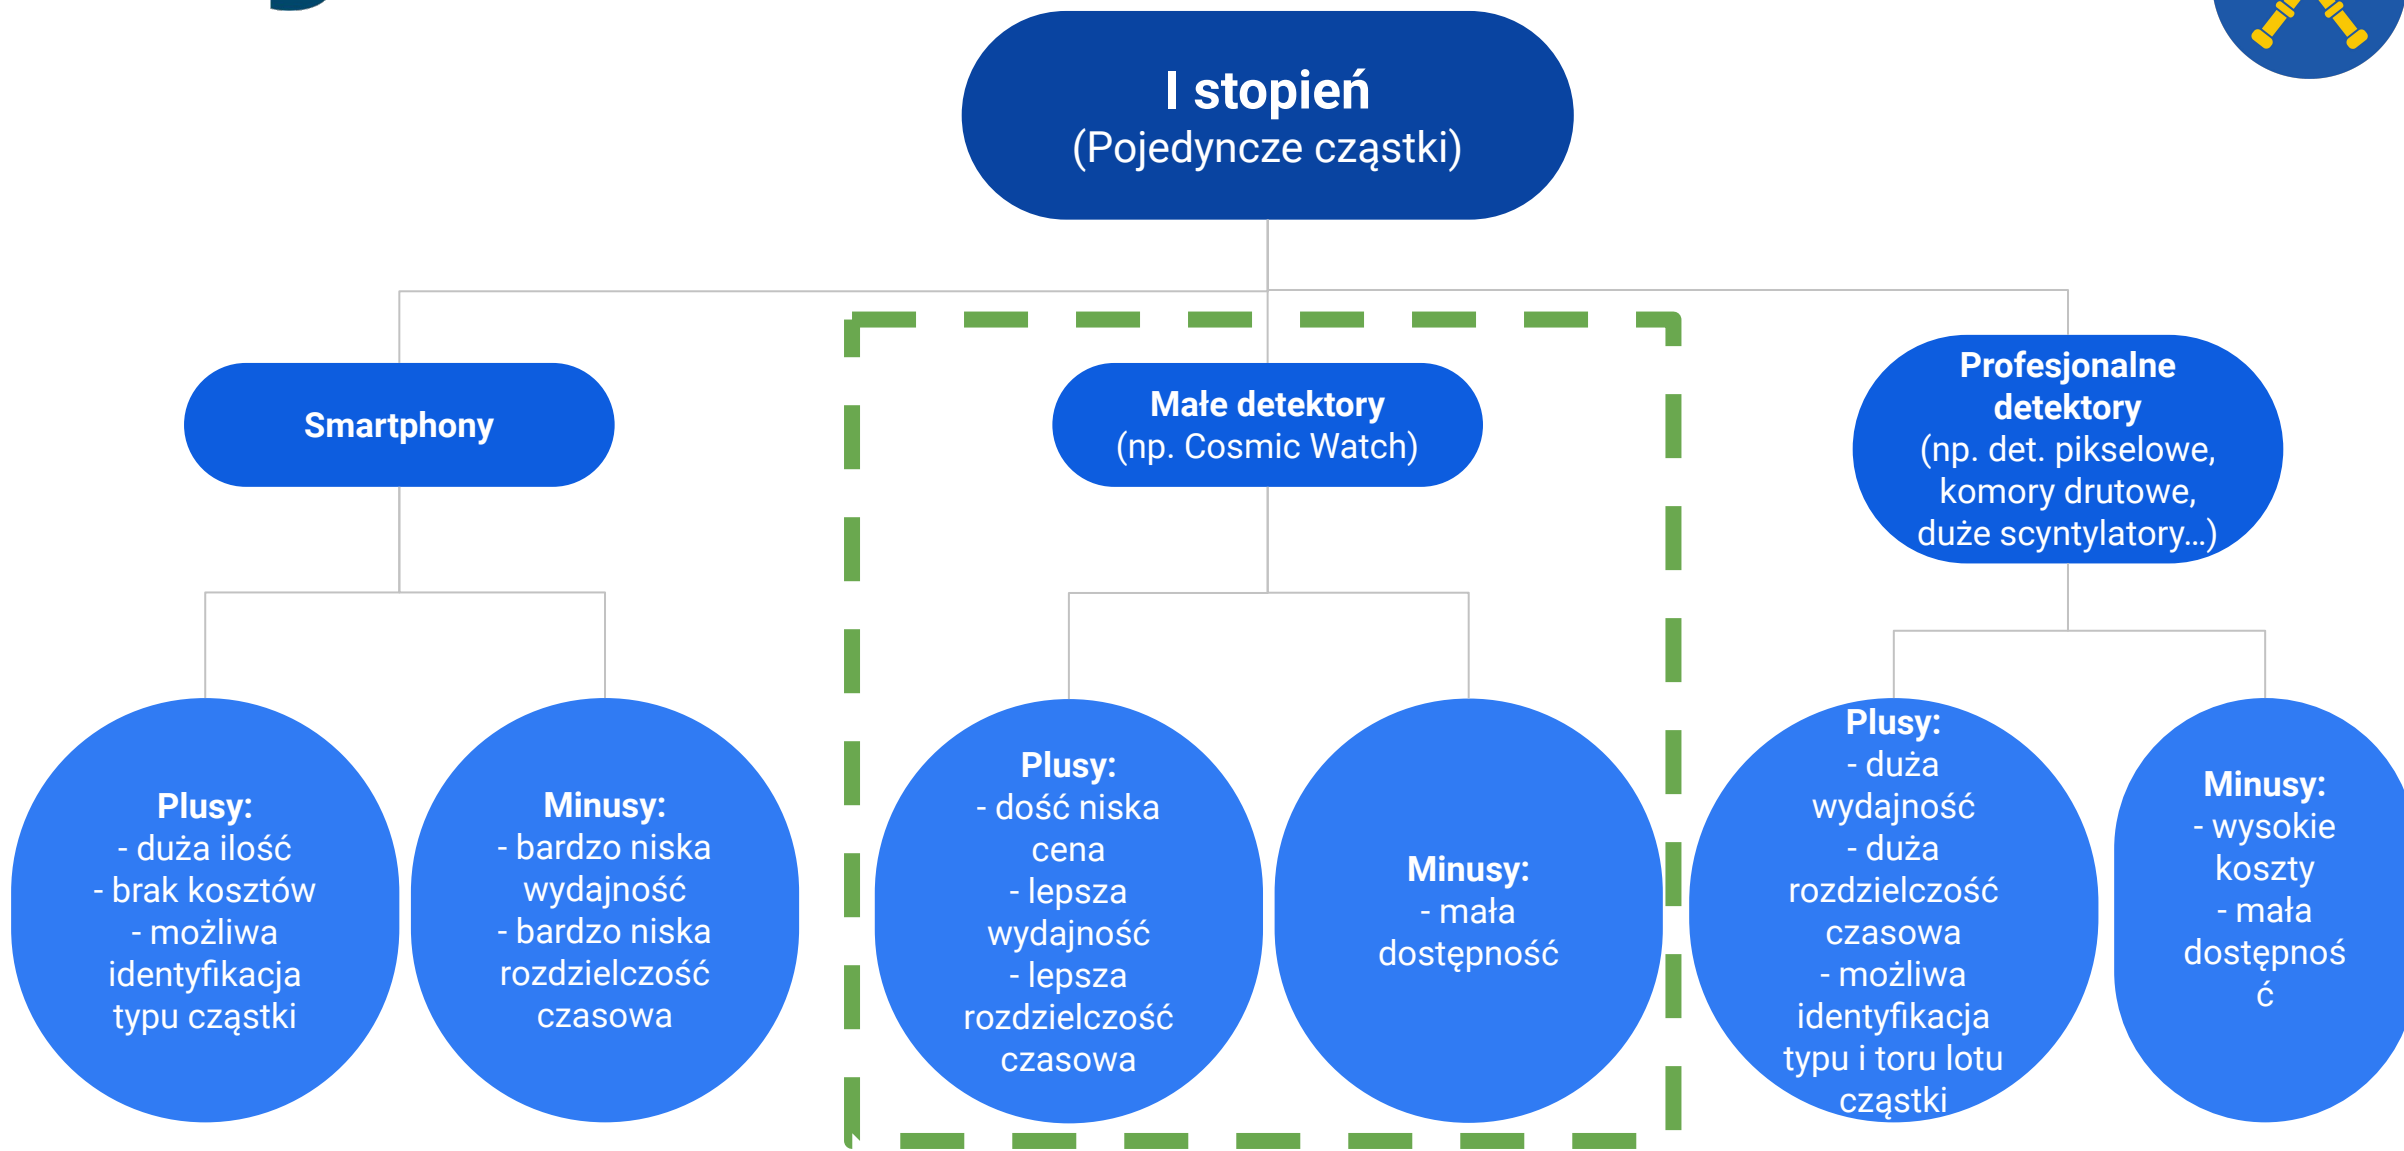 I stopień
(Pojedyncze cząstki)
Smartphony
Małe detektory
(np. Cosmic Watch)
Profesjonalne
detektory
(np. det. pikselowe,
komory drutowe,
duże scyntylatory...)
Plusy:
- duża ilość
- brak kosztów
- możliwa
identyfikacja
typu cząstki
Minusy:
- bardzo niska
wydajność
- bardzo niska
rozdzielczość
czasowa
Plusy:
- dość niska
cena
- lepsza
wydajność
- lepsza
rozdzielczość
czasowa
Minusy:
- mała
dostępność
Plusy:
- duża
wydajność
- duża
rozdzielczość
czasowa
- możliwa
identyfikacja
typu i toru lotu
cząstki
Minusy:
- wysokie
koszty
- mała
dostępnoś
ć